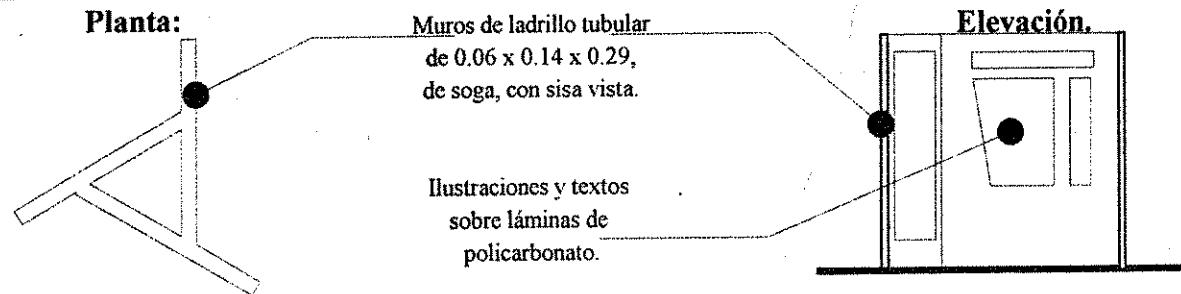 Planta:
Muros de ladrillo tubular
de 0.06 x 0.14 x 0.29,
de soga, con sisa vista.
Elevación.
Ilustraciones y textos
sobre láminas de
policarbonato.